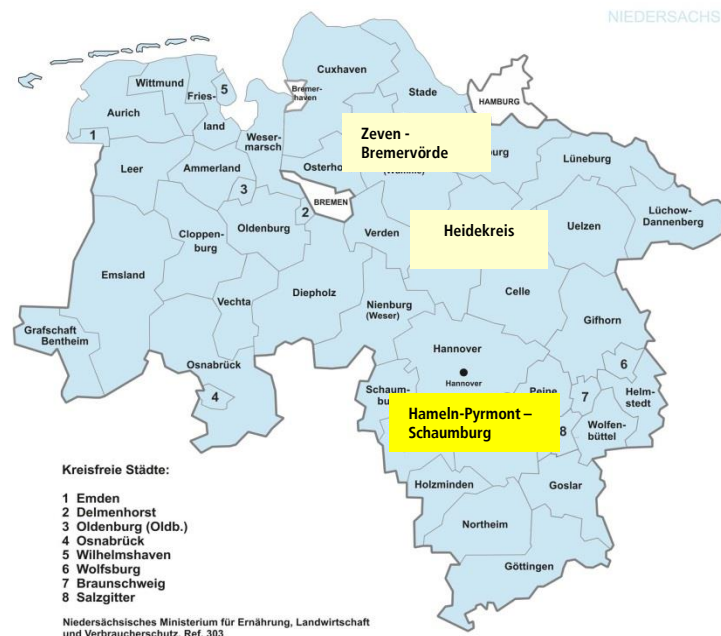 NIEDERSACHS
Cuxhaven
Wittmund
Fries-
5
Bremer-
haven
Stade
HAMBURG
Aurich
land
1
Weser-
marsch
Zeven -
Bremervörde
burg
Lüneburg
Leer
Ammerland
Osterho
3
BREMEN
2
Lüchow-
Dannenberg
Oldenburg
Verden
Heidekreis
Uelzen
Cloppen-
burg
Emsland
Diepholz
Celle
Vechta
Nienburg
(Weser)
Gifhorn
Grafschaft
Bentheim
Hannover
Osnabrück
6
Hannover
4
Schaum-
bu
Peine
7
Helm-
stedt
Hameln-Pyrmont –
Schaumburg
8
Wolfen-
büttel
Holzminden
Goslar
Northeim
Göttingen
Kreisfreie Städte:
1 Emden
2 Delmenhorst
3 Oldenburg (Oldb.)
4 Osnabrück
5 Wilhelmshaven
6 Wolfsburg
7 Braunschweig
8 Salzgitter
Niedersächsisches Ministerium für Ernährung, Landwirtschaft
und Verbraucherschutz, Ref. 303